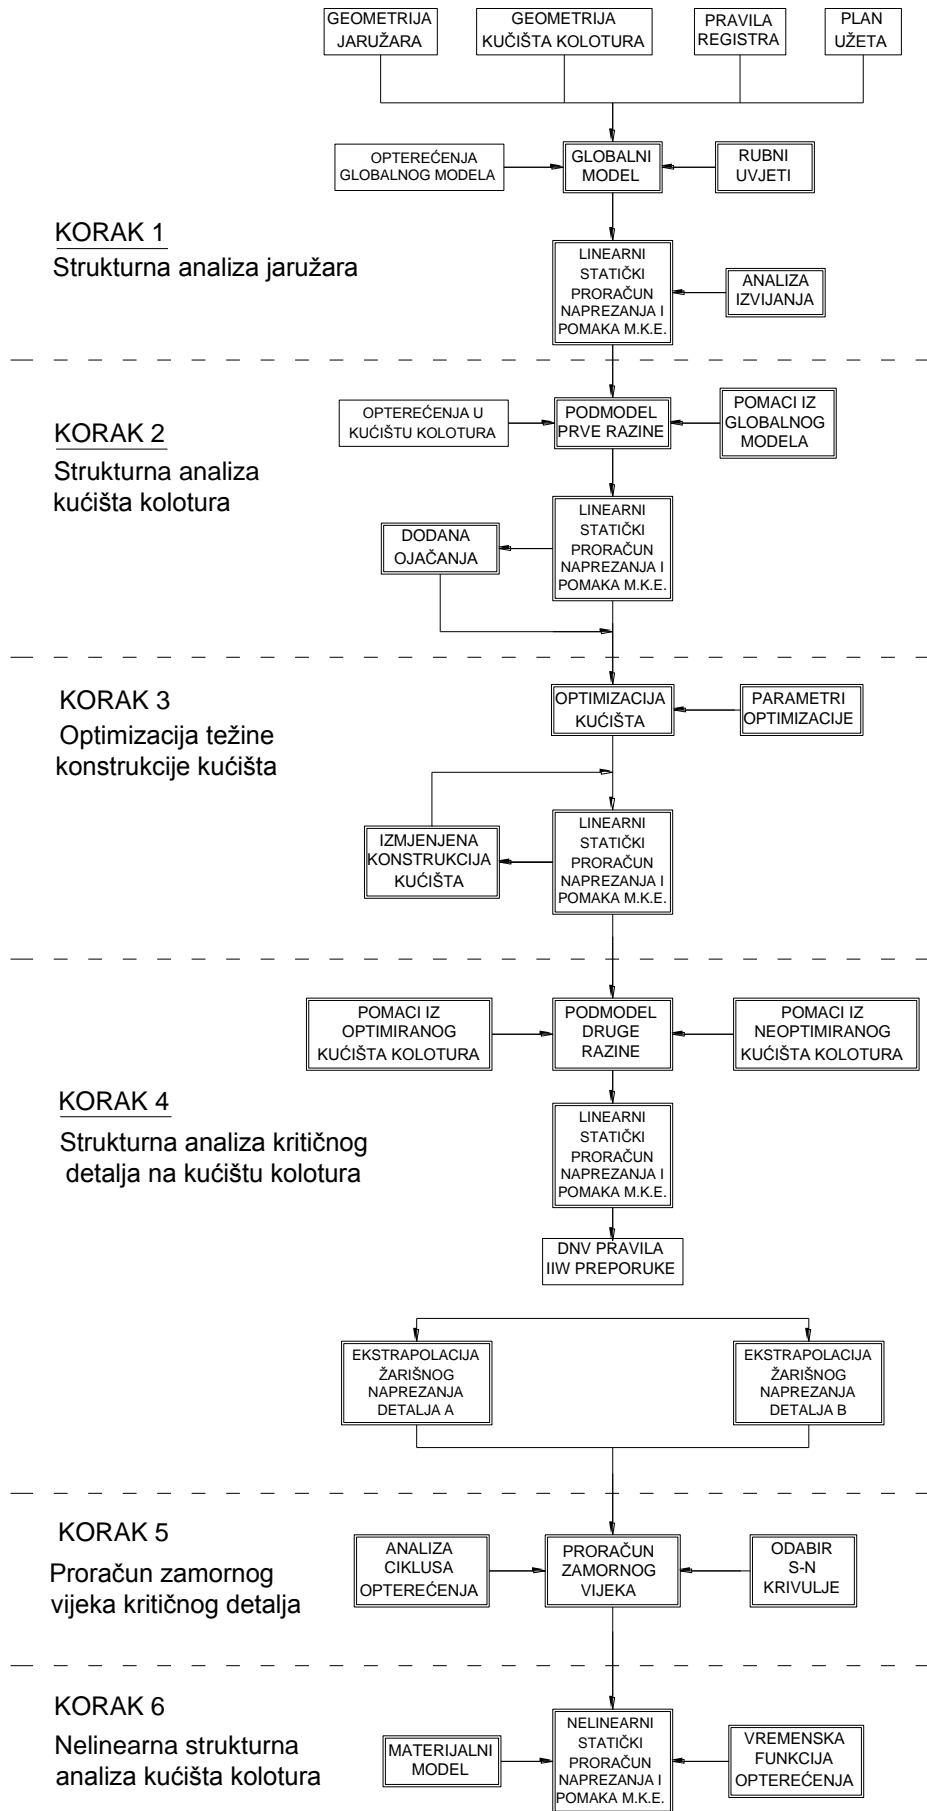 GEOMETRIJA
JARUŽARA
GEOMETRIJA
KUČIŠTA KOLOTURA
PRAVILA
REGISTRA
PLAN
UŽETA
OPTEREĆENJA
GLOBALNOG MODELA
GLOBALNI
MODEL
RUBNI
UVJETI
KORAK 1
Strukturna analiza jaružara
LINEARNI
STATIČKI
PRORAČUN
NAPREZANJA I
POMAKA M.K.E.
ANALIZA
IZVIJANJA
KORAK 2
Strukturna analiza
kućišta kolotura
OPTEREĆENJA U
KUĆIŠTU KOLOTURA
PODMODEL
PRVE RAZINE
POMACI IZ
GLOBALNOG
MODELA
DODANA
OJAČANJA
LINEARNI
STATIČKI
PRORAČUN
NAPREZANJA I
POMAKA M.K.E.
KORAK 3
Optimizacija težine
konstrukcije kućišta
OPTIMIZACIJA
KUĆIŠTA
PARAMETRI
OPTIMIZACIJE
IZMJENJENA
KONSTRUKCIJA
KUĆIŠTA
LINEARNI
STATIČKI
PRORAČUN
NAPREZANJA I
POMAKA M.K.E.
POMACI IZ
OPTIMIRANOG
KUĆIŠTA KOLOTURA
PODMODEL
DRUGE
RAZINE
POMACI IZ
NEOPTIMIRANOG
KUĆIŠTA KOLOTURA
KORAK 4
Strukturna analiza kritičnog
detalja na kućištu kolotura
LINEARNI
STATIČKI
PRORAČUN
NAPREZANJA I
POMAKA M.K.E.
DNV PRAVILA
IIW PREPORUKE
EKSTRAPOLACIJA
ŽARIŠNOG
NAPREZANJA
DETALJA A
EKSTRAPOLACIJA
ŽARIŠNOG
NAPREZANJA
DETALJA B
KORAK 5
Proračun zamornog
vijeka kritičnog detalja
ANALIZA
CIKLUSA
OPTEREĆENJA
PRORAČUN
ZAMORNOG
VIJEKA
ODABIR
S-N
KRIVULJE
KORAK 6
Nelinearna strukturna
analiza kućišta kolotura
MATERIJALNI
MODEL
NELINEARNI
STATIČKI
PRORAČUN
NAPREZANJA I
POMAKA M.K.E.
VREMENSKA
FUNKCIJA
OPTEREĆENJA